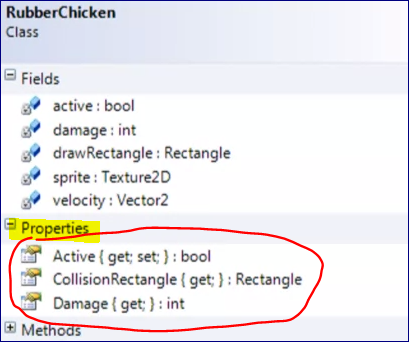 RubberChicken
Class
Fields
active : bool
damage : int
drawRectangle : Rectangle
sprite : Texture2D
velocity : Vector2
Properties
Active { get; set; } : bool
CollisionRectangle { get; } : Rectangle
Damage { get; } : int
Methods